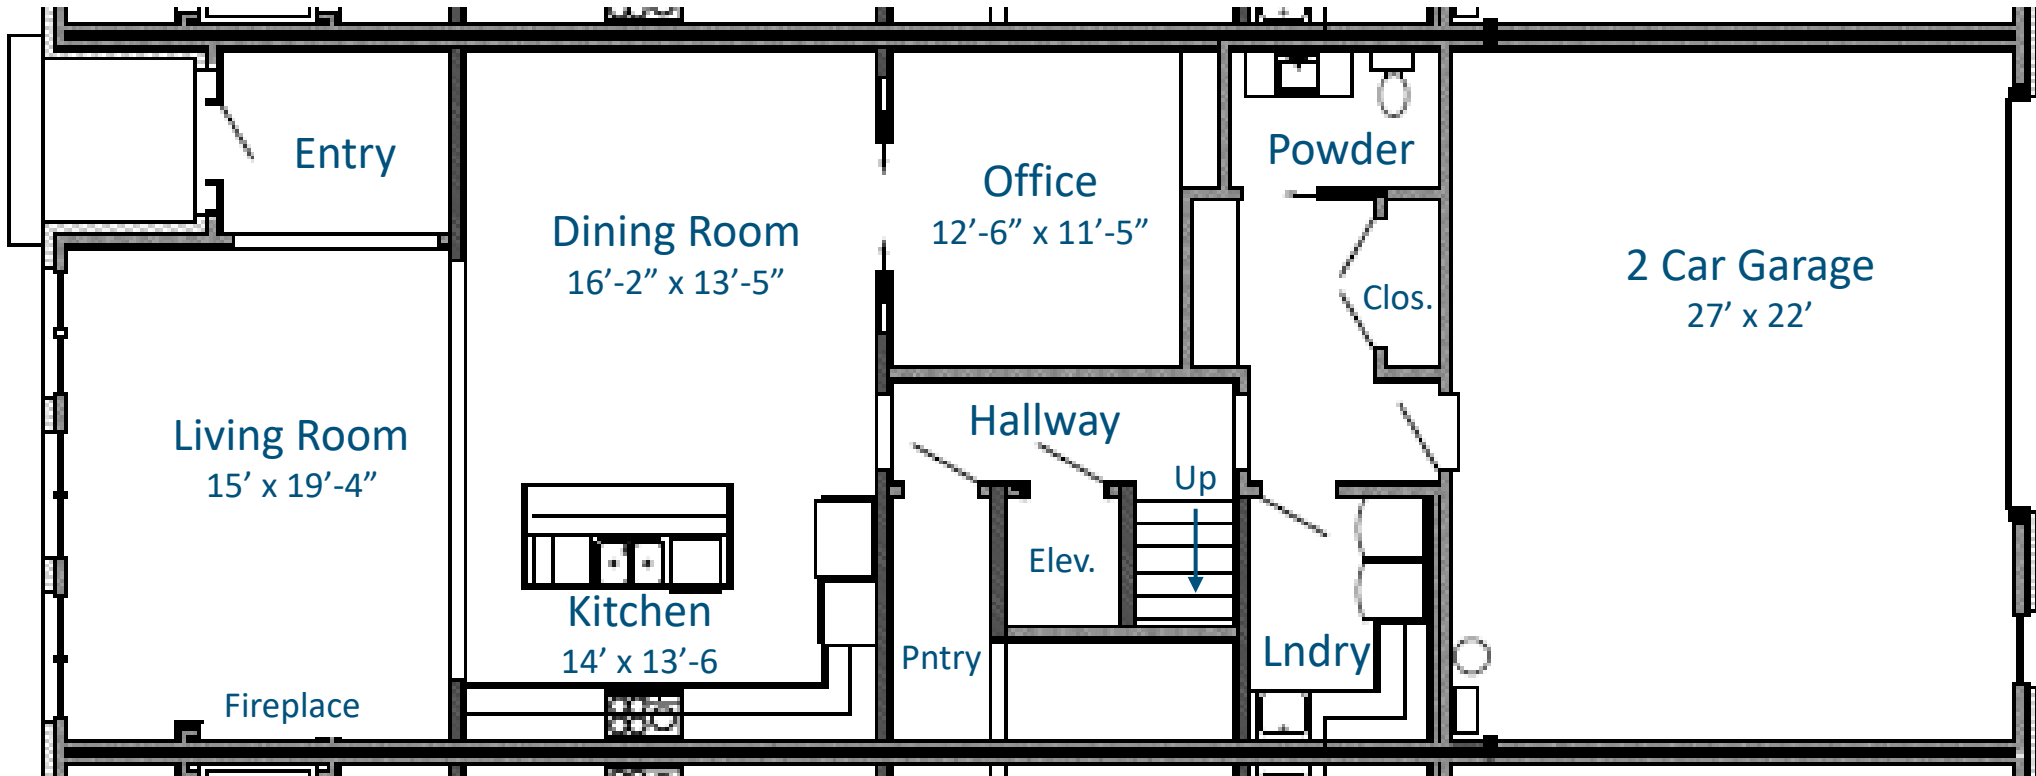 Entry
Dining Room
16’-2” x 13’-5”
Office
12’-6” x 11’-5”
Powder
Clos.
2 Car Garage
27’ x 22’
Living Room
15’ x 19’-4”
Hallway
Up
Elev.
Kitchen
14’ x 13’-6
Pntry
Lndry
Fireplace